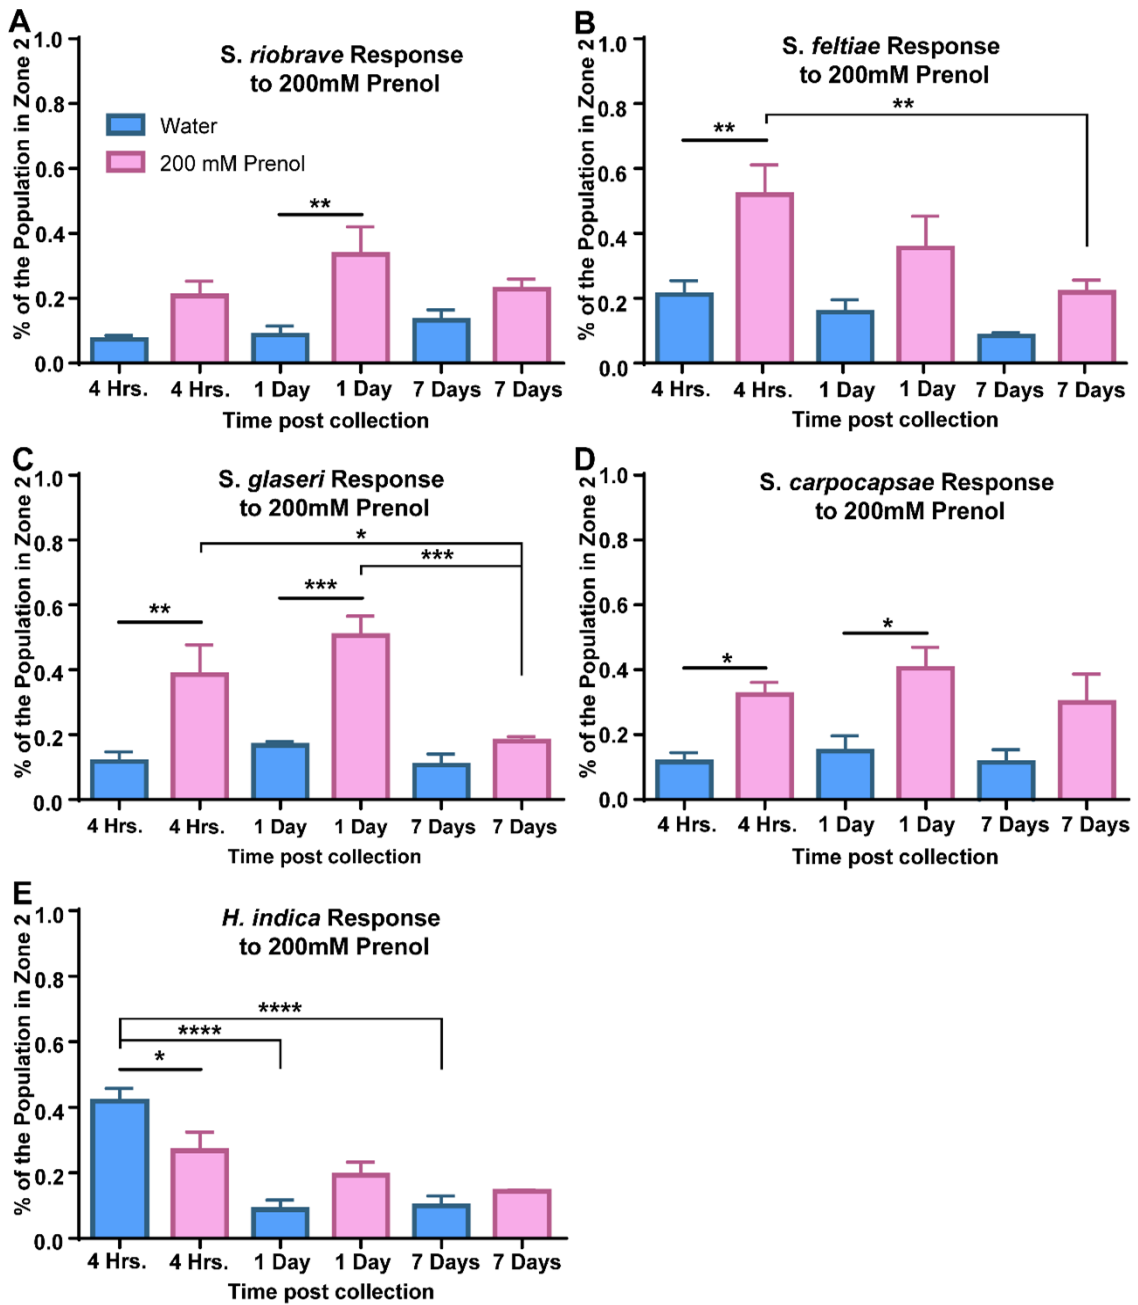 A
S. riobrave Response
to 200mM Prenol
% of the Population in Zone 2
1.0
0.8
0.6
0.4
0.2
0.0
Water
200 mM Prenol
**
4 Hrs. 4 Hrs. 1 Day 1 Day 7 Days 7 Days
Time post collection
B
S. feltiae Response
to 200mM Prenol
% of the Population in Zone 2
1.0
0.8
0.6
0.4
0.2
0.0
**
**
4 Hrs. 4 Hrs. 1 Day 1 Day 7 Days 7 Days
Time post collection
C
S. glaseri Response
to 200mM Prenol
% of the Population in Zone 2
1.0
0.8
0.6
0.4
0.2
0.0
*
***
***
**
4 Hrs. 4 Hrs. 1 Day 1 Day 7 Days 7 Days
Time post collection
D
S. carpocapsae Response
to 200mM Prenol
% of the Population in Zone 2
1.0
0.8
0.6
0.4
0.2
0.0
*
*
4 Hrs. 4 Hrs. 1 Day 1 Day 7 Days 7 Days
Time post collection
E
H. indica Response
to 200mM Prenol
% of the Population in Zone 2
1.0
0.8
0.6
0.4
0.2
0.0
****
****
*
4 Hrs. 4 Hrs. 1 Day 1 Day 7 Days 7 Days
Time post collection